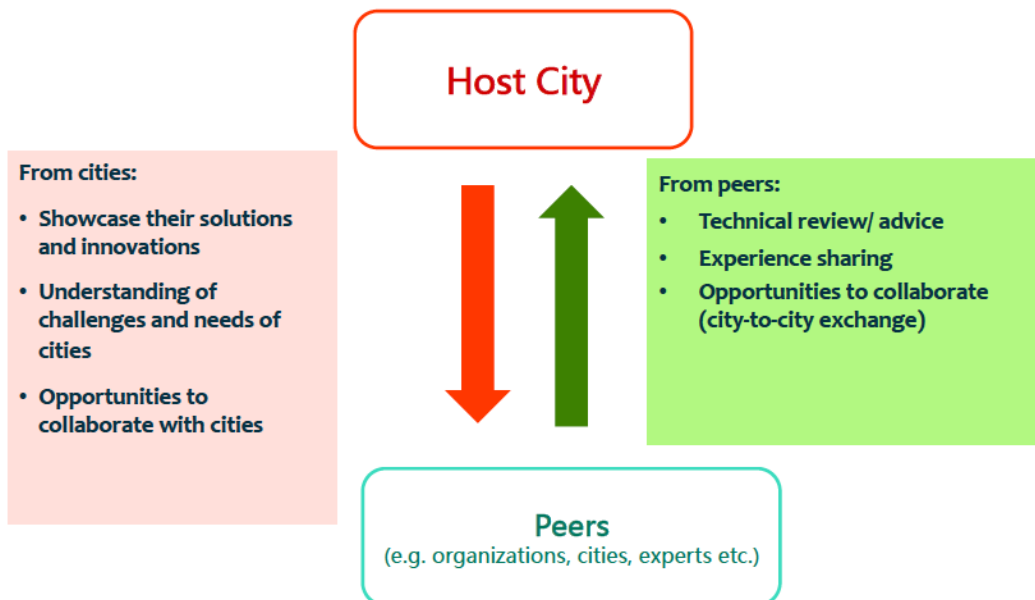 Host City
From cities:
• Showcase their solutions
and innovations
• Understanding of
challenges and needs of
cities
• Opportunities to
collaborate with cities
From peers:
• Technical review/ advice
• Experience sharing
• Opportunities to collaborate
(city-to-city exchange)
Peers
(e.g. organizations, cities, experts etc.)